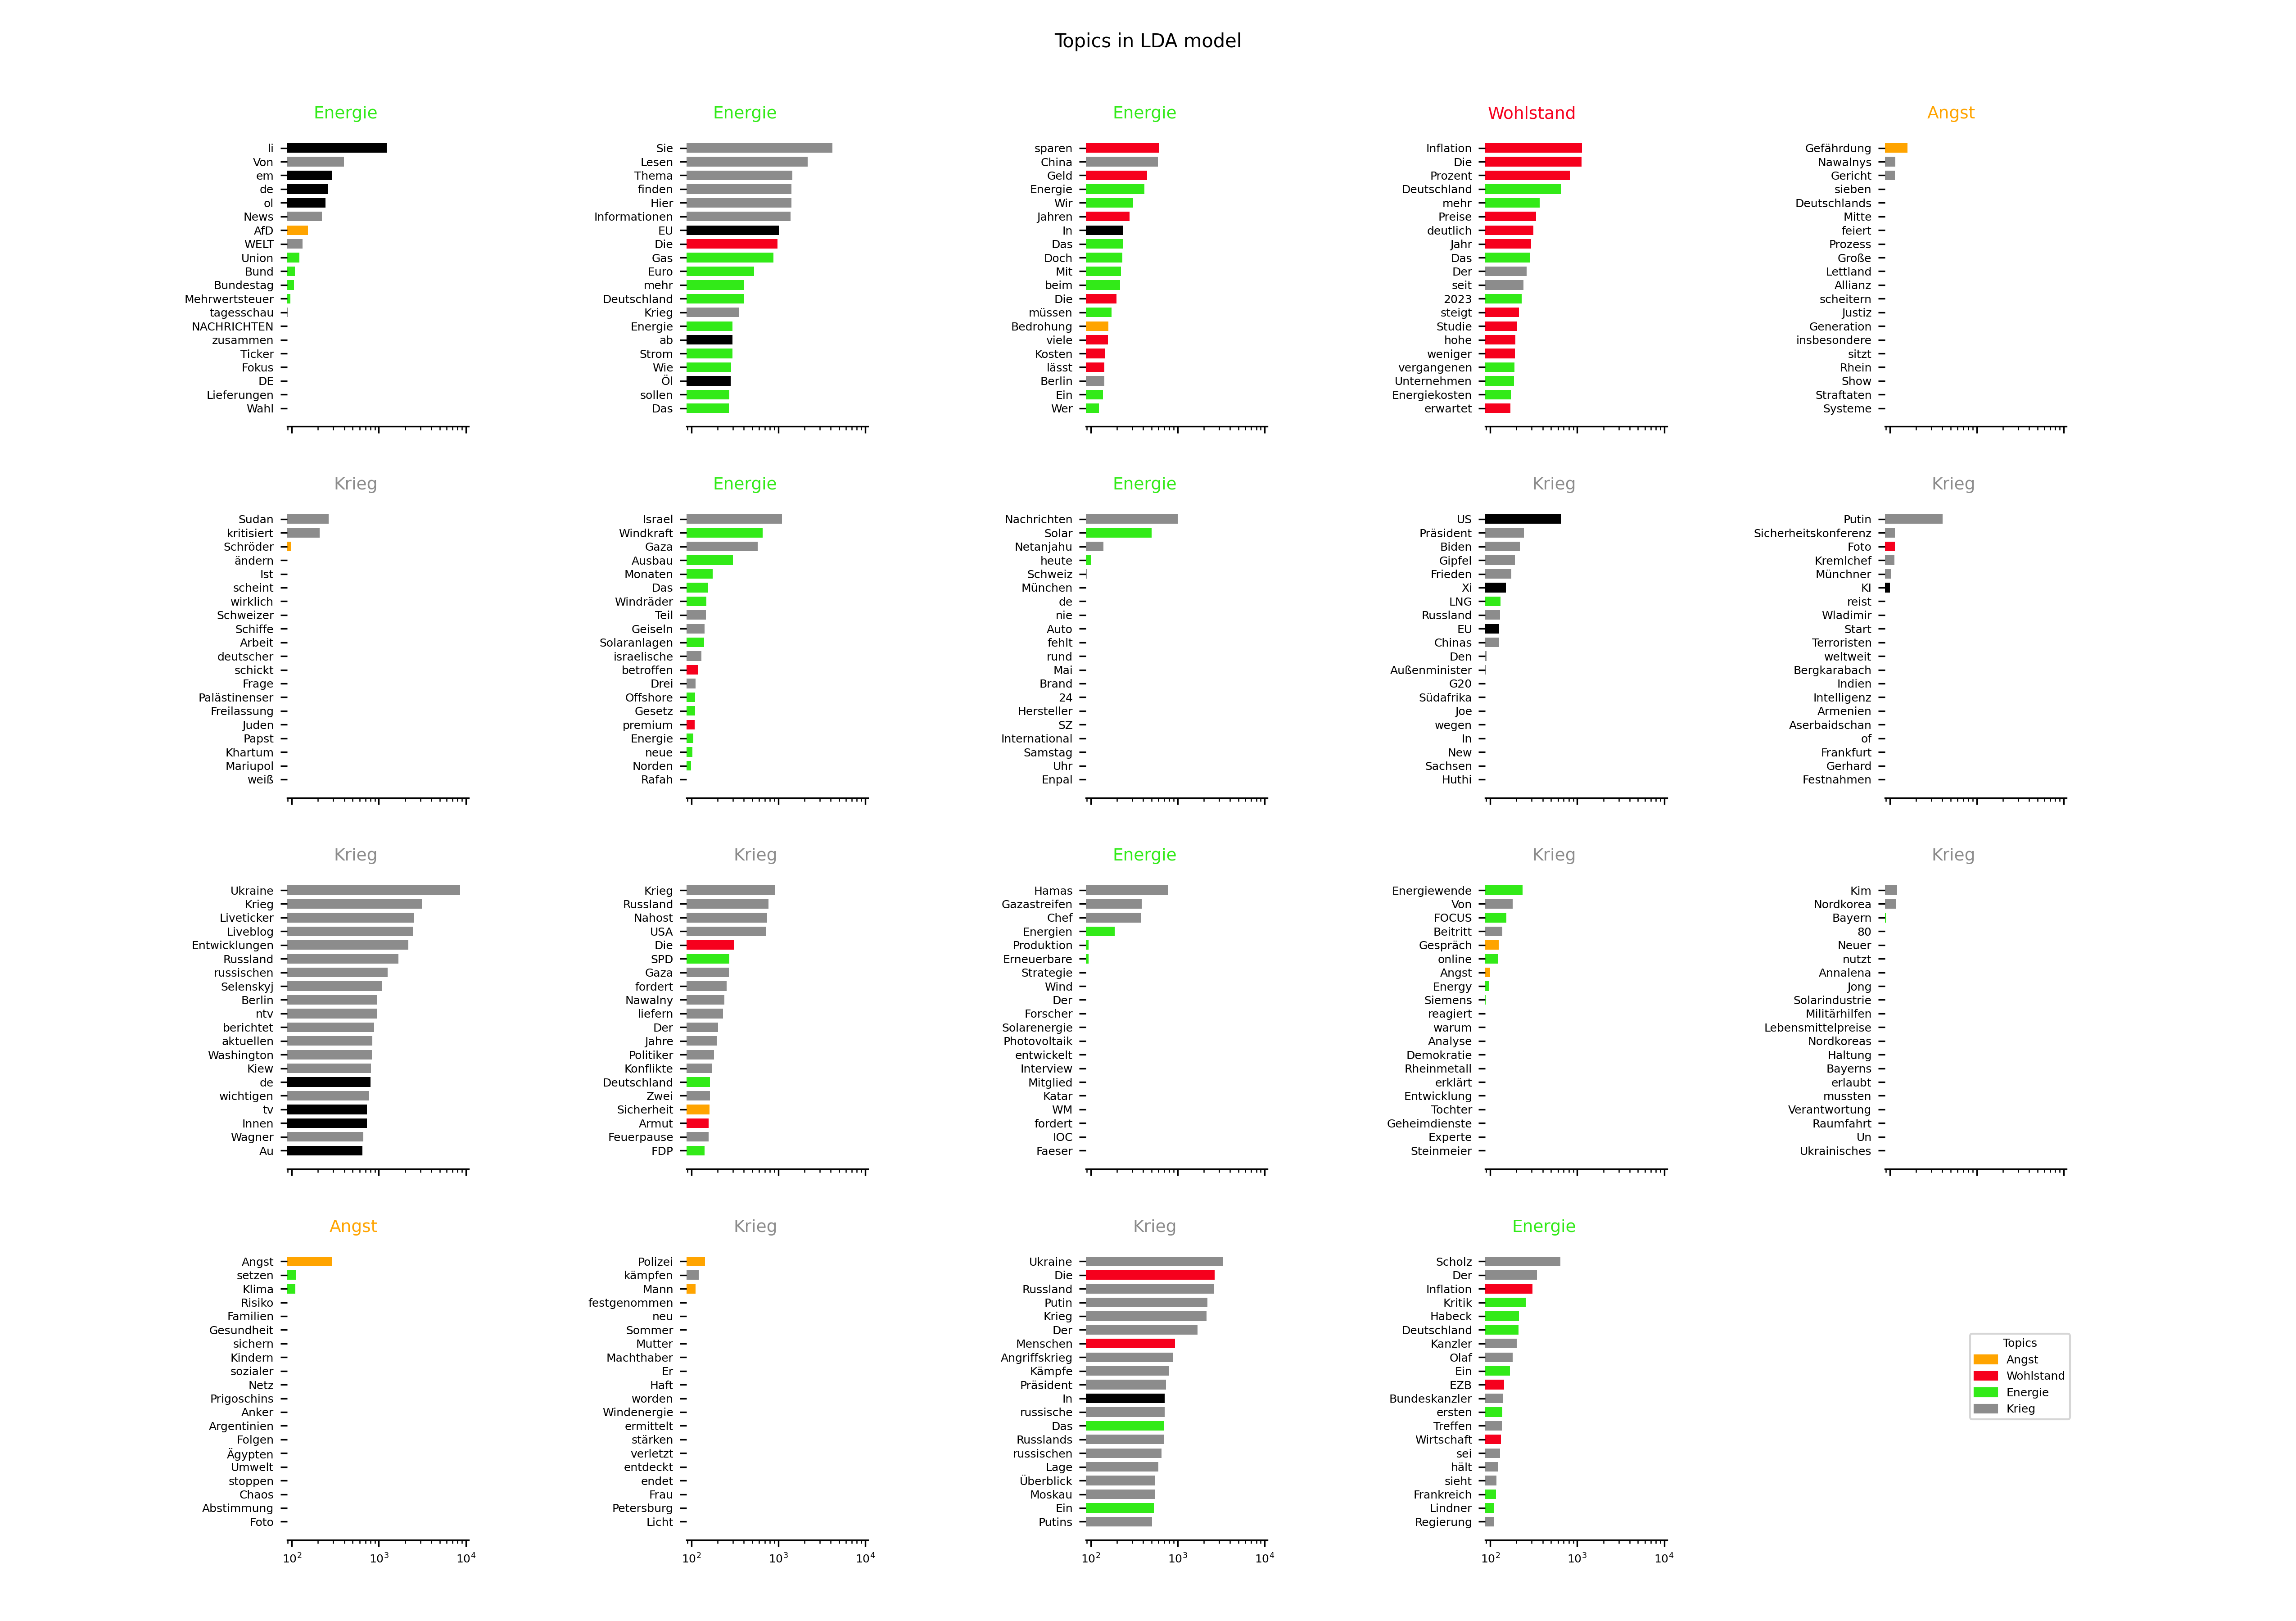 Topics in LDA model
Energie
li
Von
em
de
ol
News
AfD
WELT
Union
Bund
Bundestag
Mehrwertsteuer
tagesschau
NACHRICHTEN
zusammen
Ticker
Fokus
DE
Lieferungen
Wahl
Energie
Sie
Lesen
Thema
finden
Hier
Informationen
EU
Die
Gas
Euro
mehr
Deutschland
Krieg
Energie
ab
Strom
Wie
Öl
sollen
Das
Energie
sparen
China
Geld
Energie
Wir
Jahren
In
Das
Doch
Mit
beim
Die
müssen
Bedrohung
viele
Kosten
lässt
Berlin
Ein
Wer
Wohlstand
Inflation
Die
Prozent
Deutschland
mehr
Preise
deutlich
Jahr
Das
Der
seit
2023
steigt
Studie
hohe
weniger
vergangenen
Unternehmen
Energiekosten
erwartet
Angst
Gefährdung
Nawalnys
Gericht
sieben
Deutschlands
Mitte
feiert
Prozess
Große
Lettland
Allianz
scheitern
Justiz
Generation
insbesondere
sitzt
Rhein
Show
Straftaten
Systeme
Krieg
Sudan
kritisiert
Schröder
ändern
Ist
scheint
wirklich
Schweizer
Schiffe
Arbeit
deutscher
schickt
Frage
Palästinenser
Freilassung
Juden
Papst
Khartum
Mariupol
weiß
Energie
Israel
Windkraft
Gaza
Ausbau
Monaten
Das
Windräder
Teil
Geiseln
Solaranlagen
israelische
betroffen
Drei
Offshore
Gesetz
premium
Energie
neue
Norden
Rafah
Energie
Nachrichten
Solar
Netanjahu
heute
Schweiz
München
de
nie
Auto
fehlt
rund
Mai
Brand
24
Hersteller
SZ
International
Samstag
Uhr
Enpal
Krieg
US
Präsident
Biden
Gipfel
Frieden
Xi
LNG
Russland
EU
Chinas
Den
Außenminister
G20
Südafrika
Joe
wegen
In
New
Sachsen
Huthi
Krieg
Putin
Sicherheitskonferenz
Foto
Kremlchef
Münchner
KI
reist
Wladimir
Start
Terroristen
weltweit
Bergkarabach
Indien
Intelligenz
Armenien
Aserbaidschan
of
Frankfurt
Gerhard
Festnahmen
Krieg
Ukraine
Krieg
Liveticker
Liveblog
Entwicklungen
Russland
russischen
Selenskyj
Berlin
ntv
berichtet
aktuellen
Washington
Kiew
de
wichtigen
tv
Innen
Wagner
Au
Krieg
Krieg
Russland
Nahost
USA
Die
SPD
Gaza
fordert
Nawalny
liefern
Der
Jahre
Politiker
Konflikte
Deutschland
Zwei
Sicherheit
Armut
Feuerpause
FDP
Energie
Hamas
Gazastreifen
Chef
Energien
Produktion
Erneuerbare
Strategie
Wind
Der
Forscher
Solarenergie
Photovoltaik
entwickelt
Interview
Mitglied
Katar
WM
fordert
IOC
Faeser
Krieg
Energiewende
Von
FOCUS
Beitritt
Gespräch
online
Angst
Energy
Siemens
reagiert
warum
Analyse
Demokratie
Rheinmetall
erklärt
Entwicklung
Tochter
Geheimdienste
Experte
Steinmeier
Krieg
Kim
Nordkorea
Bayern
80
Neuer
nutzt
Annalena
Jong
Solarindustrie
Militärhilfen
Lebensmittelpreise
Nordkoreas
Haltung
Bayerns
erlaubt
mussten
Verantwortung
Raumfahrt
Un
Ukrainisches
Angst
Angst
setzen
Klima
Risiko
Familien
Gesundheit
sichern
Kindern
sozialer
Netz
Prigoschins
Anker
Argentinien
Folgen
Ägypten
Umwelt
stoppen
Chaos
Abstimmung
Foto
10² 10³ 10⁴
Krieg
Polizei
kämpfen
Mann
festgenommen
neu
Sommer
Mutter
Machthaber
Er
Haft
worden
Windenergie
ermittelt
stärken
verletzt
entdeckt
endet
Frau
Petersburg
Licht
10² 10³ 10⁴
Krieg
Ukraine
Die
Russland
Putin
Krieg
Der
Menschen
Angriffskrieg
Kämpfe
Präsident
In
russische
Das
Russlands
russischen
Lage
Überblick
Moskau
Ein
Putins
10² 10³ 10⁴
Energie
Scholz
Der
Inflation
Kritik
Habeck
Deutschland
Kanzler
Olaf
Ein
EZB
Bundeskanzler
ersten
Treffen
Wirtschaft
sei
hält
sieht
Frankreich
Lindner
Regierung
10² 10³ 10⁴
Topics
Angst
Wohlstand
Energie
Krieg